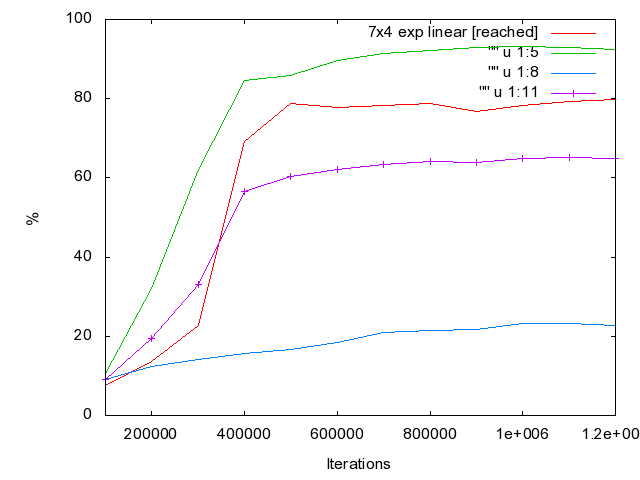 100
80
60
40
20
0
%
7x4 exp linear [reached]
"" u 1:5
"" u 1:8
"" u 1:11
200000 400000 600000 800000 1e+006 1.2e+00
Iterations